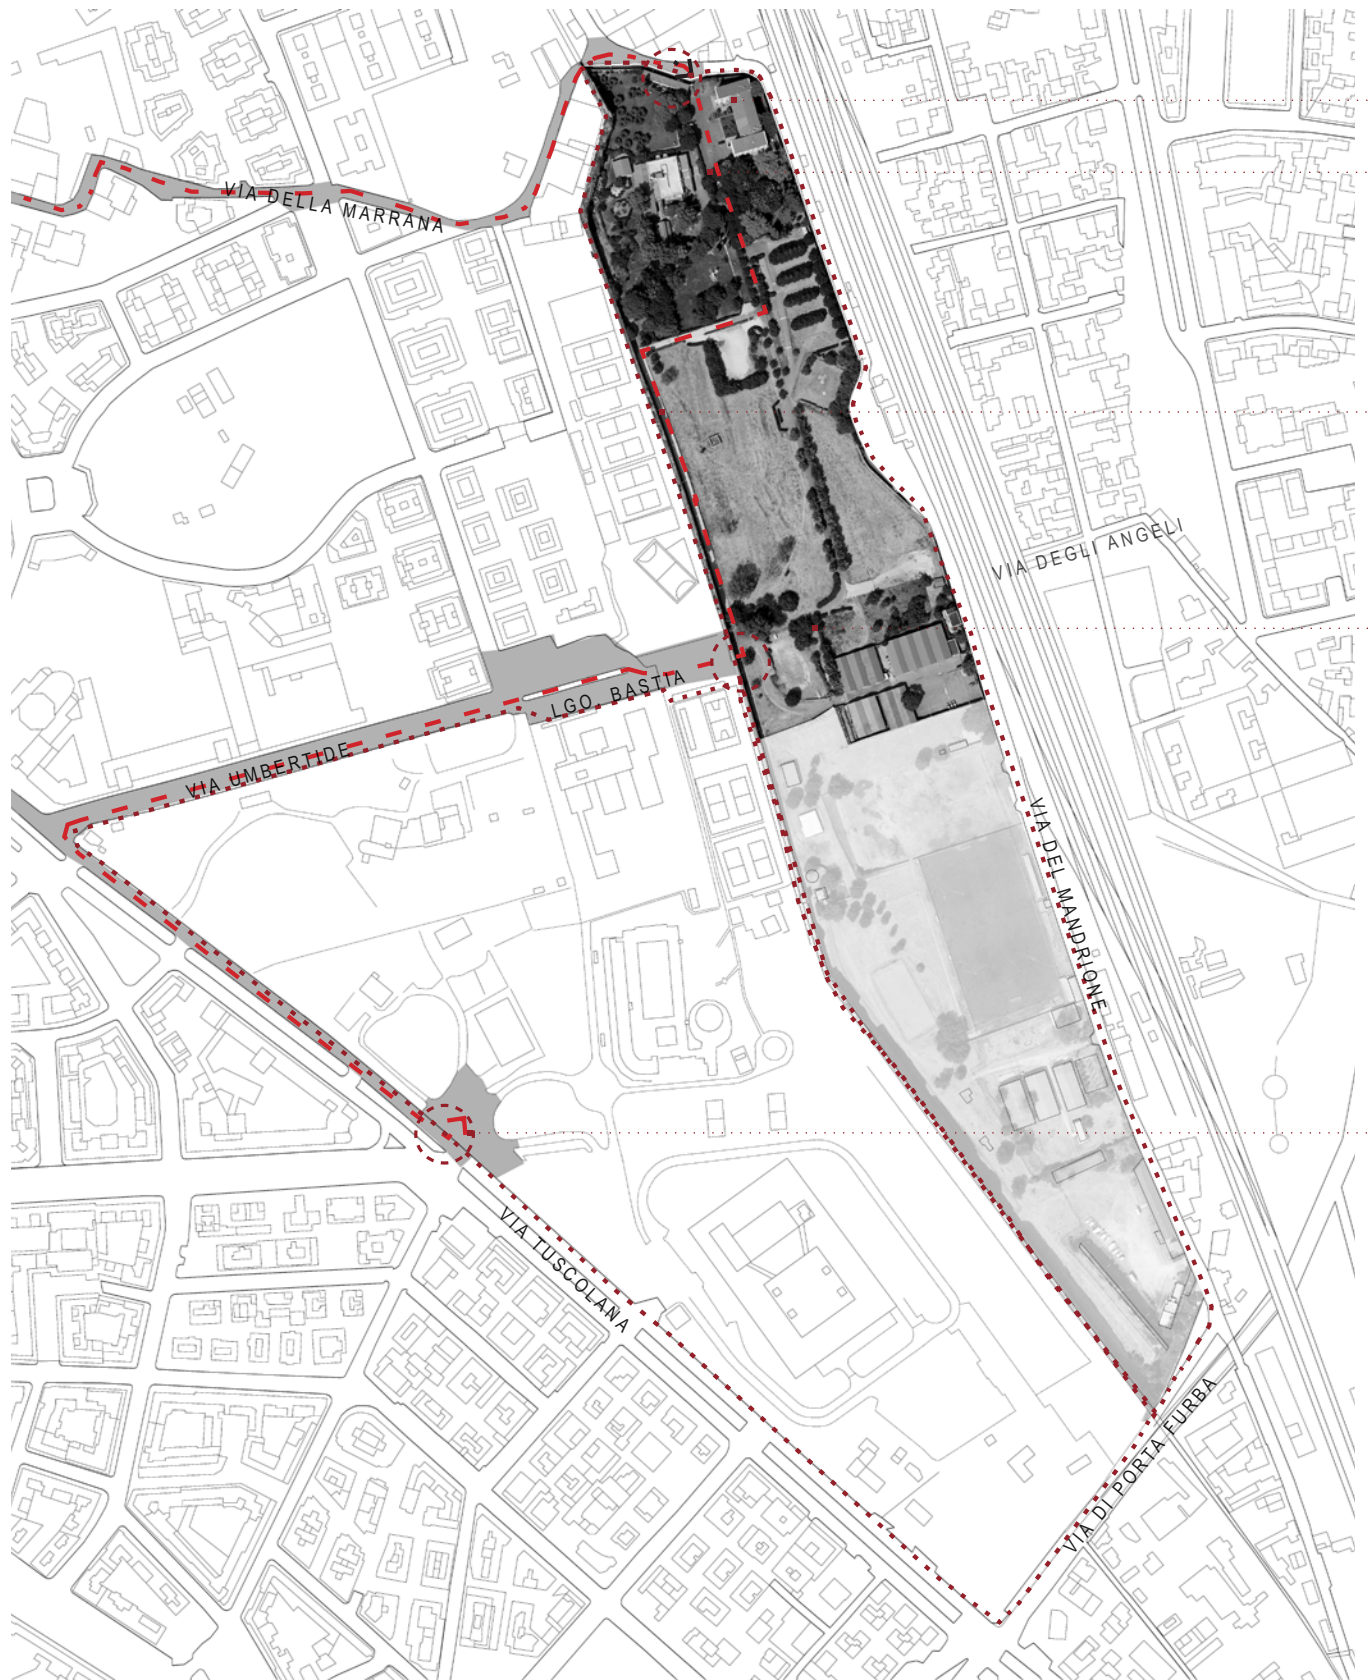 VIA DELLA MARRANA
VIA DEGLI ANGELI
LGO BASTIA
VIA UMBERTIDE
VIA DEL MANDRIONE
VIA TUSCOLANA
VIA DI PORTA FURBA